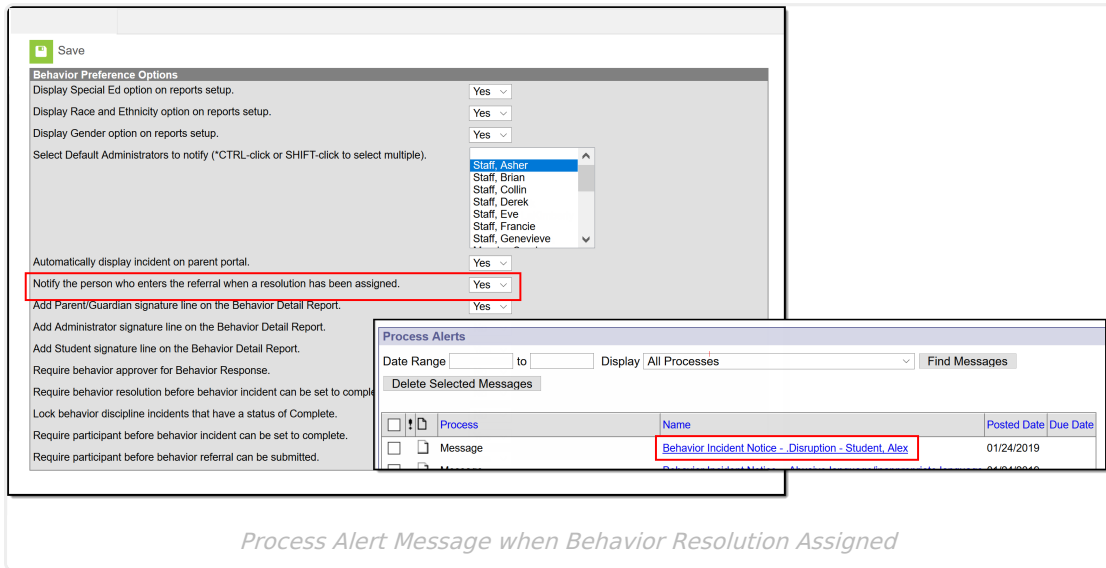 Save
Behavior Preference Options
Display Special Ed option on reports setup. Yes
Display Race and Ethnicity option on reports setup. Yes
Display Gender option on reports setup. Yes
Select Default Administrators to notify (*CTRL-click or SHIFT-click to select multiple).
Staff, Asher
Staff, Brian
Staff, Collin
Staff, Derek
Staff, Eve
Staff, Francie
Staff, Genevieve
Automatically display incident on parent portal. Yes
Notify the person who enters the referral when a resolution has been assigned. Yes
Add Parent/Guardian signature line on the Behavior Detail Report. Yes
Add Administrator signature line on the Behavior Detail Report.
Add Student signature line on the Behavior Detail Report.
Require behavior approver for Behavior Response.
Require behavior resolution before behavior incident can be set to comple
Lock behavior discipline incidents that have a status of Complete.
Require participant before behavior incident can be set to complete.
Require participant before behavior referral can be submitted.
Process Alerts
Date Range to Display All Processes Find Messages
Delete Selected Messages
! Process Name Posted Date Due Date
Message Behavior Incident Notice - .Disruption - Student, Alex 01/24/2019
Process Alert Message when Behavior Resolution Assigned